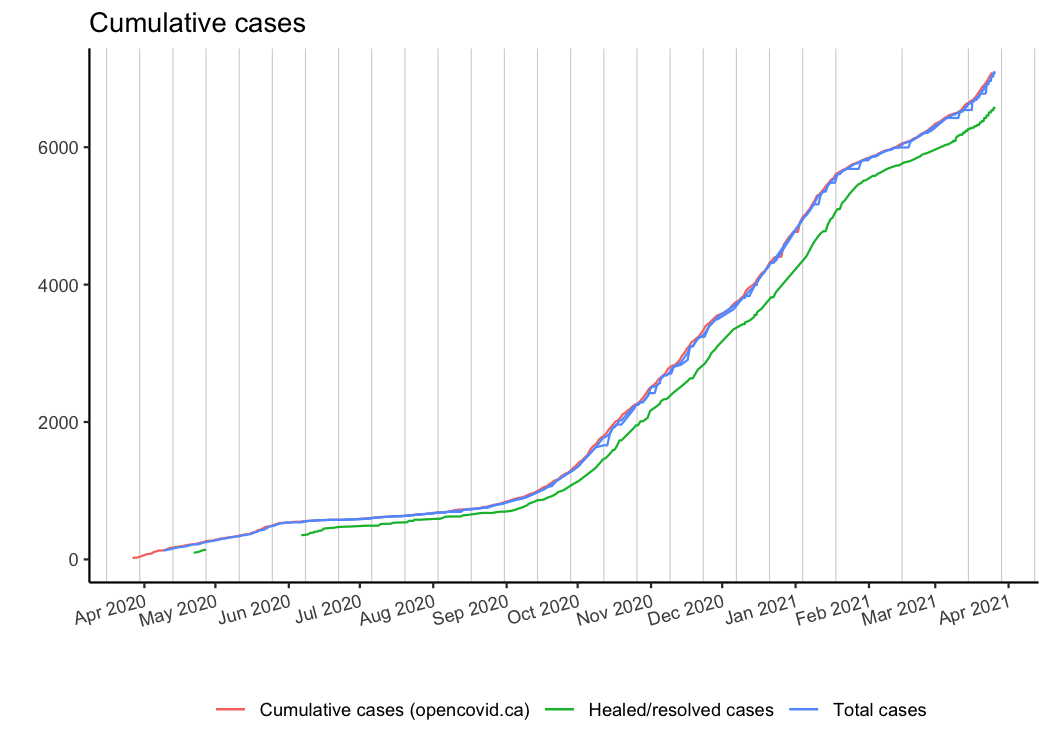 Cumulative cases
6000
4000
2000
0
Apr 2020 May 2020 Jun 2020 Jul 2020 Aug 2020 Sep 2020 Oct 2020 Nov 2020 Dec 2020 Jan 2021 Feb 2021 Mar 2021 Apr 2021
Cumulative cases (opencovid.ca) Healed/resolved cases Total cases